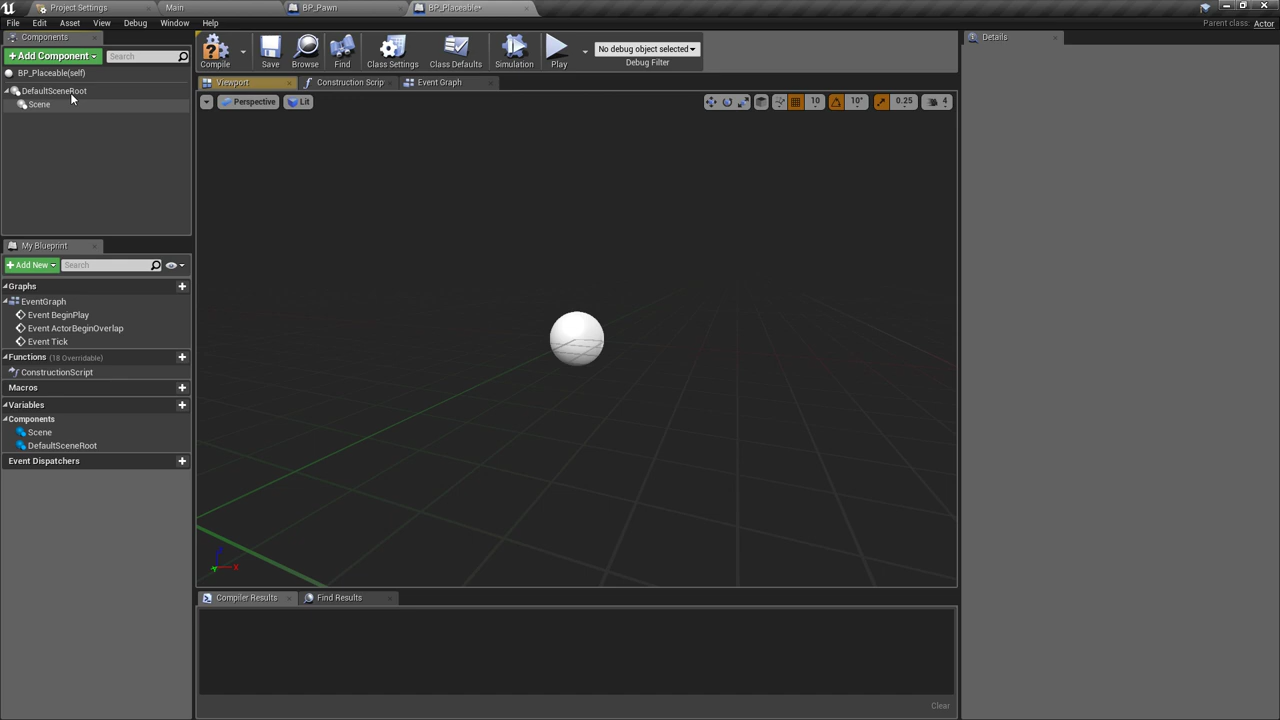 Project Settings
Main
BP_Pawn
BP_Placeable*
File Edit Asset View Debug Window Help
Parent class: Actor
Components
+ Add Component
Search
BP_Placeable(self)
DefaultSceneRoot
Scene
Compile
Save
Browse
Find
Class Settings
Class Defaults
Simulation
Play
No debug object selected
Debug Filter
Viewport
Construction Scrip
Event Graph
Perspective
Lit
10
10°
0.25
4
Details
My Blueprint
+ Add New
Search
Graphs
EventGraph
Event BeginPlay
Event ActorBeginOverlap
Event Tick
Functions (18 Overridable)
ConstructionScript
Macros
Variables
Components
Scene
DefaultSceneRoot
Event Dispatchers
Compiler Results
Find Results
Clear